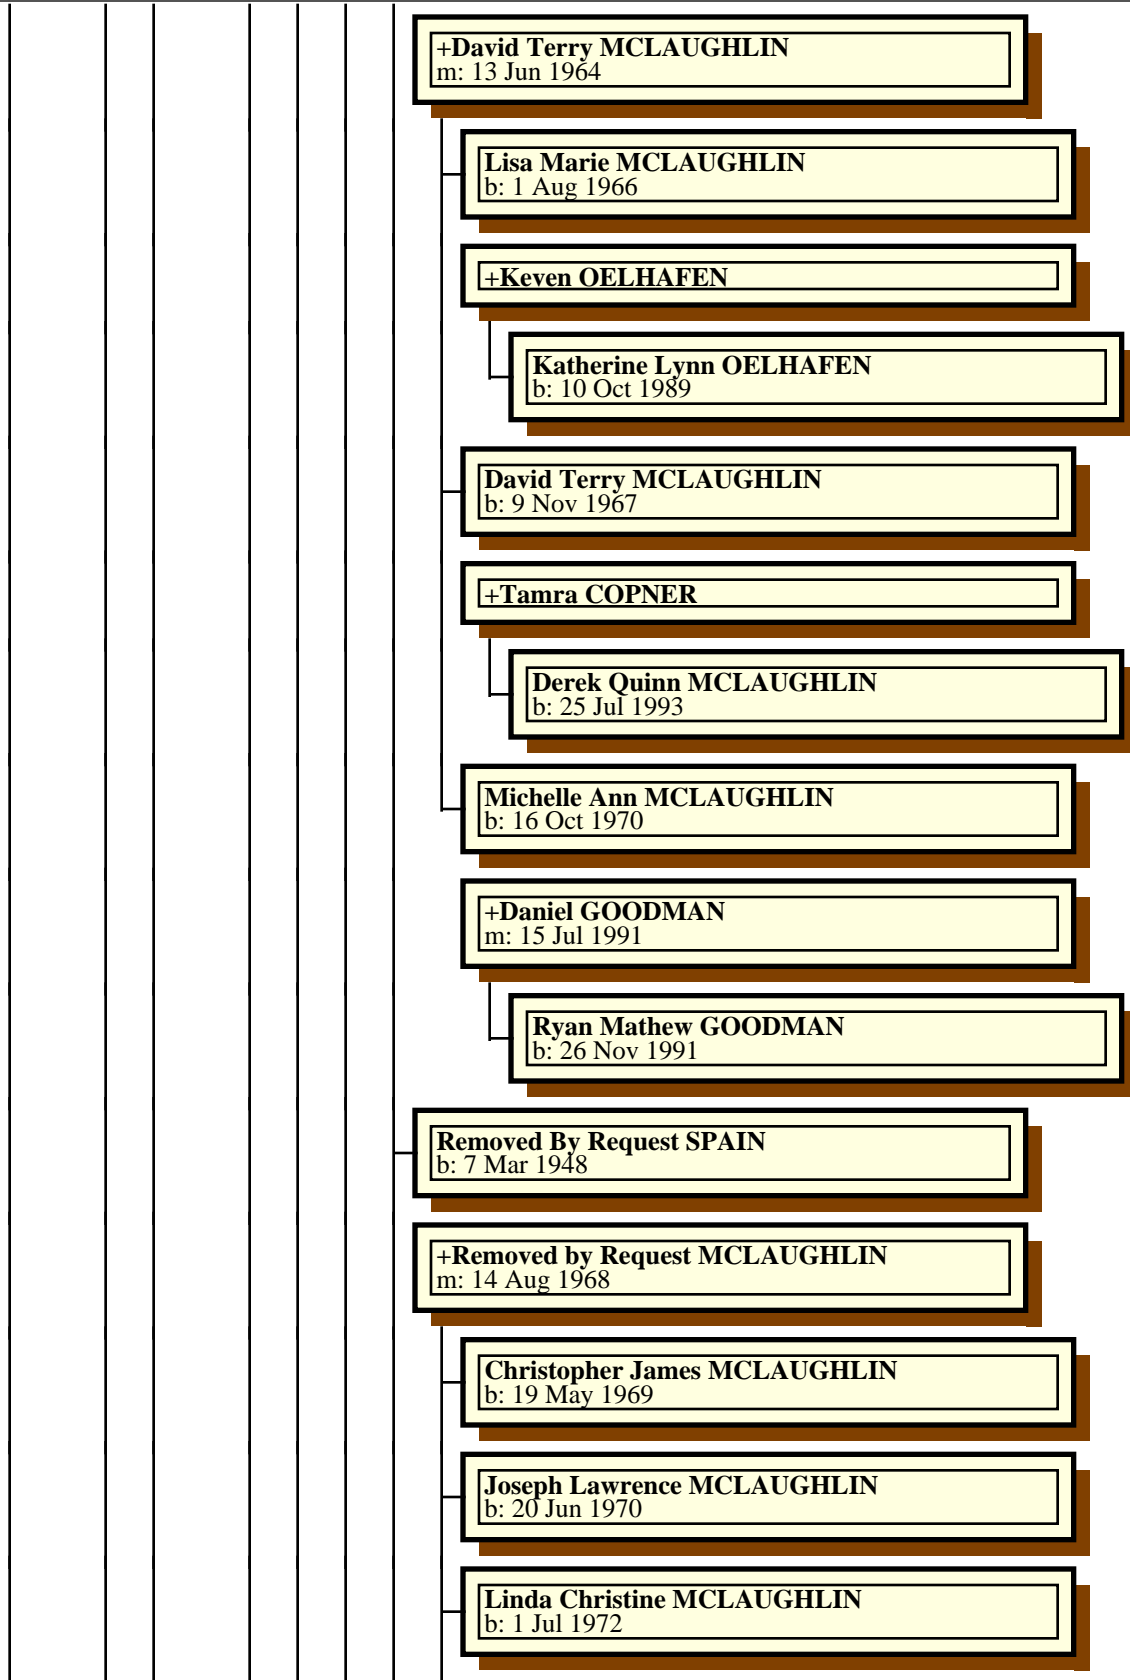 +David Terry MCLAUGHLIN
m: 13 Jun 1964
Lisa Marie MCLAUGHLIN
b: 1 Aug 1966
+Keven OELHAFEN
Katherine Lynn OELHAFEN
b: 10 Oct 1989
David Terry MCLAUGHLIN
b: 9 Nov 1967
+Tamra COPNER
Derek Quinn MCLAUGHLIN
b: 25 Jul 1993
Michelle Ann MCLAUGHLIN
b: 16 Oct 1970
+Daniel GOODMAN
m: 15 Jul 1991
Ryan Mathew GOODMAN
b: 26 Nov 1991
Removed By Request SPAIN
b: 7 Mar 1948
+Removed by Request MCLAUGHLIN
m: 14 Aug 1968
Christopher James MCLAUGHLIN
b: 19 May 1969
Joseph Lawrence MCLAUGHLIN
b: 20 Jun 1970
Linda Christine MCLAUGHLIN
b: 1 Jul 1972